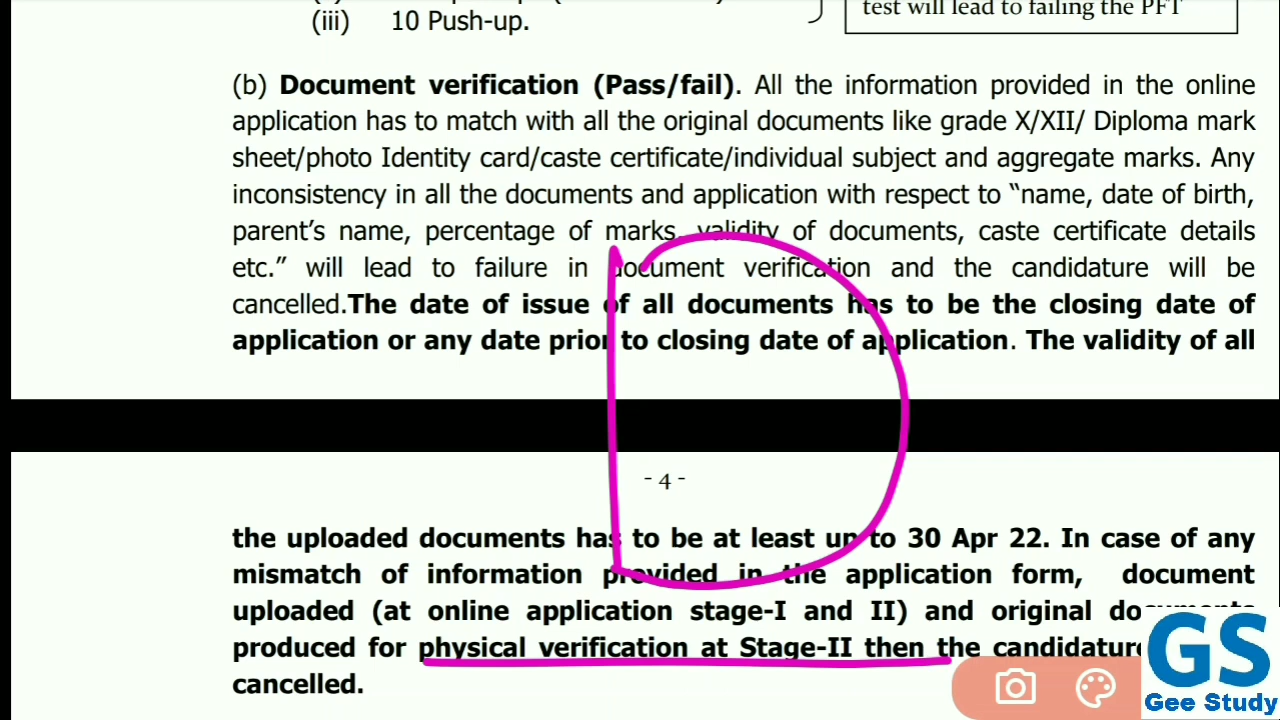 (iii) 10 Push-up.
test will lead to failing the PFT
(b) Document verification (Pass/fail). All the information provided in the online
application has to match with all the original documents like grade X/XII/ Diploma mark
sheet/photo Identity card/caste certificate/individual subject and aggregate marks. Any
inconsistency in all the documents and application with respect to “name, date of birth,
parent’s name, percentage of marks, validity of documents, caste certificate details
etc.” will lead to failure in document verification and the candidature will be
cancelled.The date of issue of all documents has to be the closing date of
application or any date prior to closing date of application. The validity of all
- 4 -
the uploaded documents has to be at least up to 30 Apr 22. In case of any
mismatch of information provided in the application form, document
uploaded (at online application stage-I and II) and original documents
produced for physical verification at Stage-II then the candidature
cancelled.
GS
Gee Study